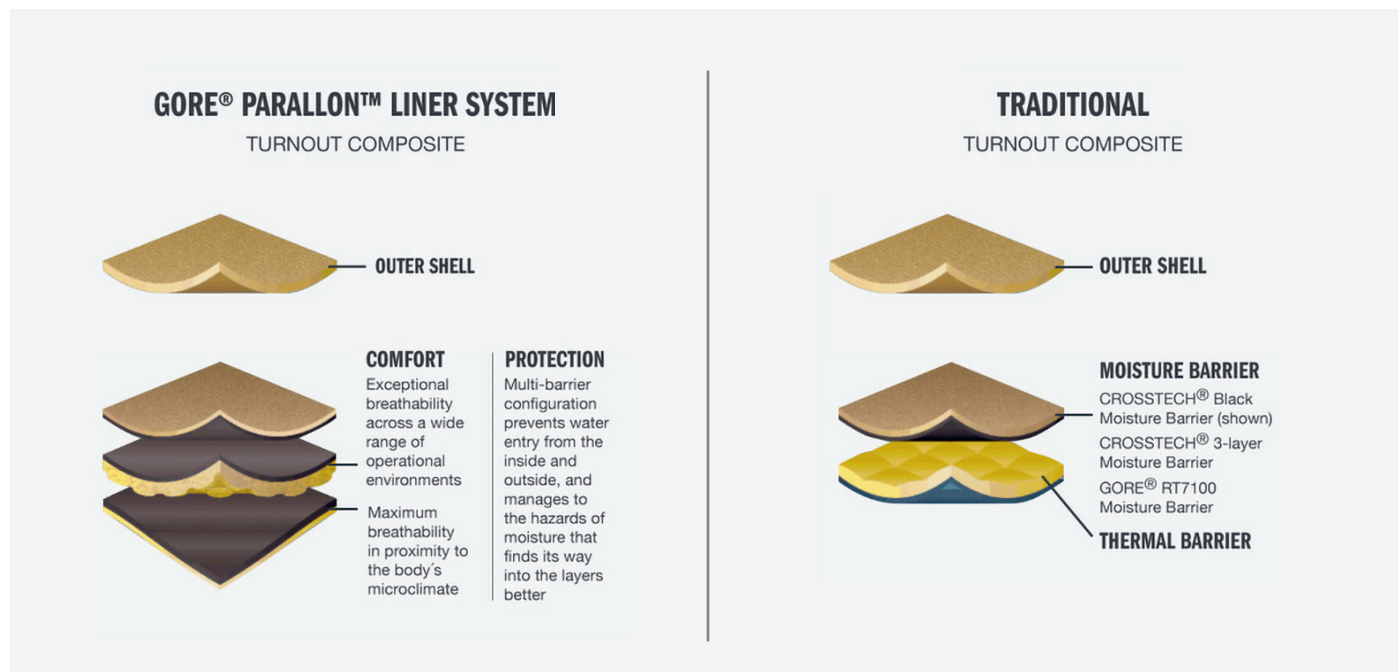 GORE® PARALLON™ LINER SYSTEM
TURNOUT COMPOSITE
OUTER SHELL
COMFORT
Exceptional
breathability
across a wide
range of
operational
environments
Maximum
breathability
in proximity to
the body´s
microclimate
PROTECTION
Multi-barrier
configuration
prevents water
entry from the
inside and
outside, and
manages to
the hazards of
moisture that
finds its way
into the layers
better
TRADITIONAL
TURNOUT COMPOSITE
OUTER SHELL
MOISTURE BARRIER
CROSSTECH® Black
Moisture Barrier (shown)
CROSSTECH® 3-layer
Moisture Barrier
GORE® RT7100
Moisture Barrier
THERMAL BARRIER